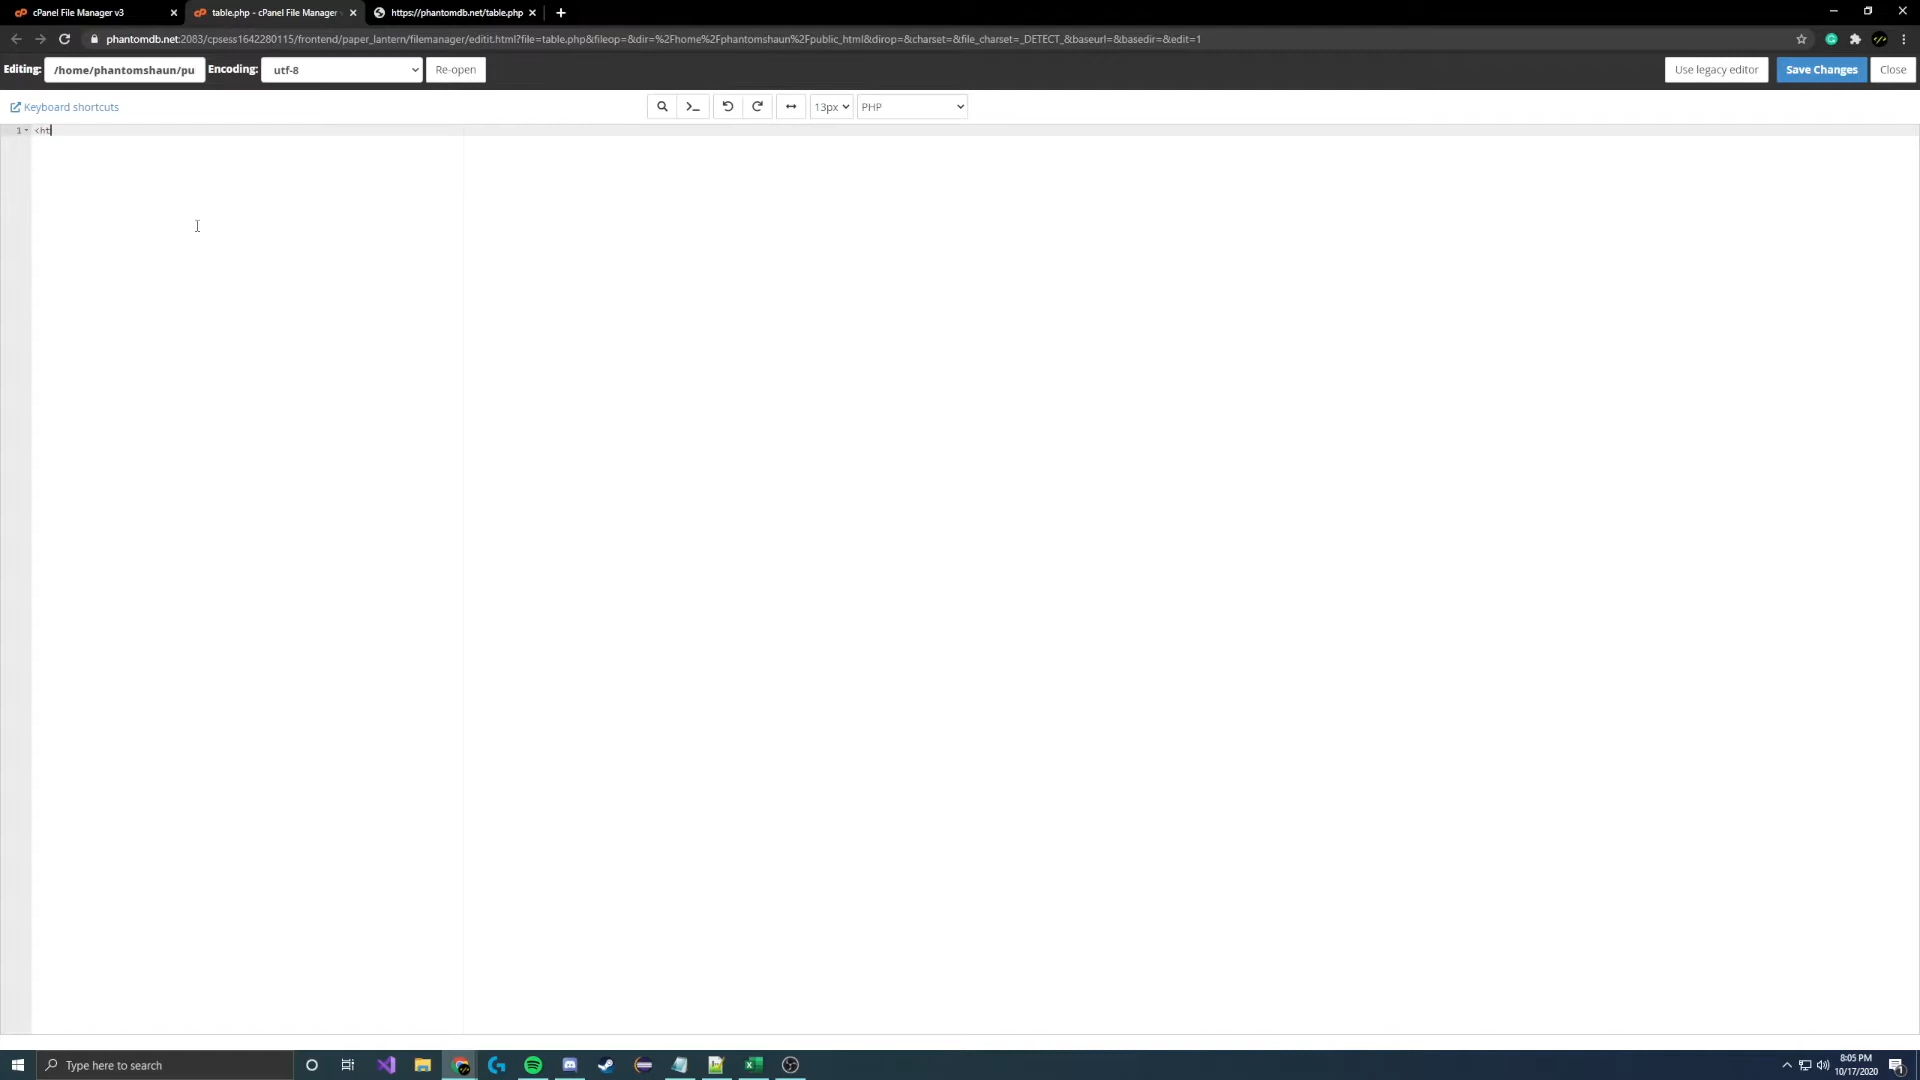 cPanel File Manager v3
table.php - cPanel File Manager
https://phantomdb.net/table.php
phantomdb.net:2083/cpsess1642280115/frontend/paper_lantern/filemanager/editit.html?file=table.php&fileop=&dir=%2Fhome%2Fphantomshaun%2Fpublic_html&dirop=&charset=&file_charset=_DETECT_&baseurl=&basedir=&edit=1
Editing: /home/phantomshaun/pu Encoding: utf-8 Re-open Use legacy editor Save Changes Close
Keyboard shortcuts 13px PHP
1 <ht
Type here to search
8:05 PM
10/17/2020
1